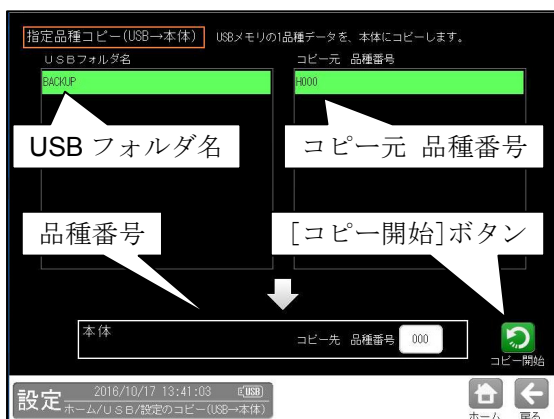 指定品種コピー(USB→本体) USBメモリの1品種データを、本体にコピーします。
USBフォルダ名 コピー元 品種番号
BACKUP H000
USB フォルダ名 コピー元 品種番号
品種番号 [コピー開始]ボタン
本体 コピー先 品種番号 000
コピー開始
設定 2016/10/17 13:41:03 USB
ホーム/USB/設定のコピー(USB→本体)
ホーム 戻る